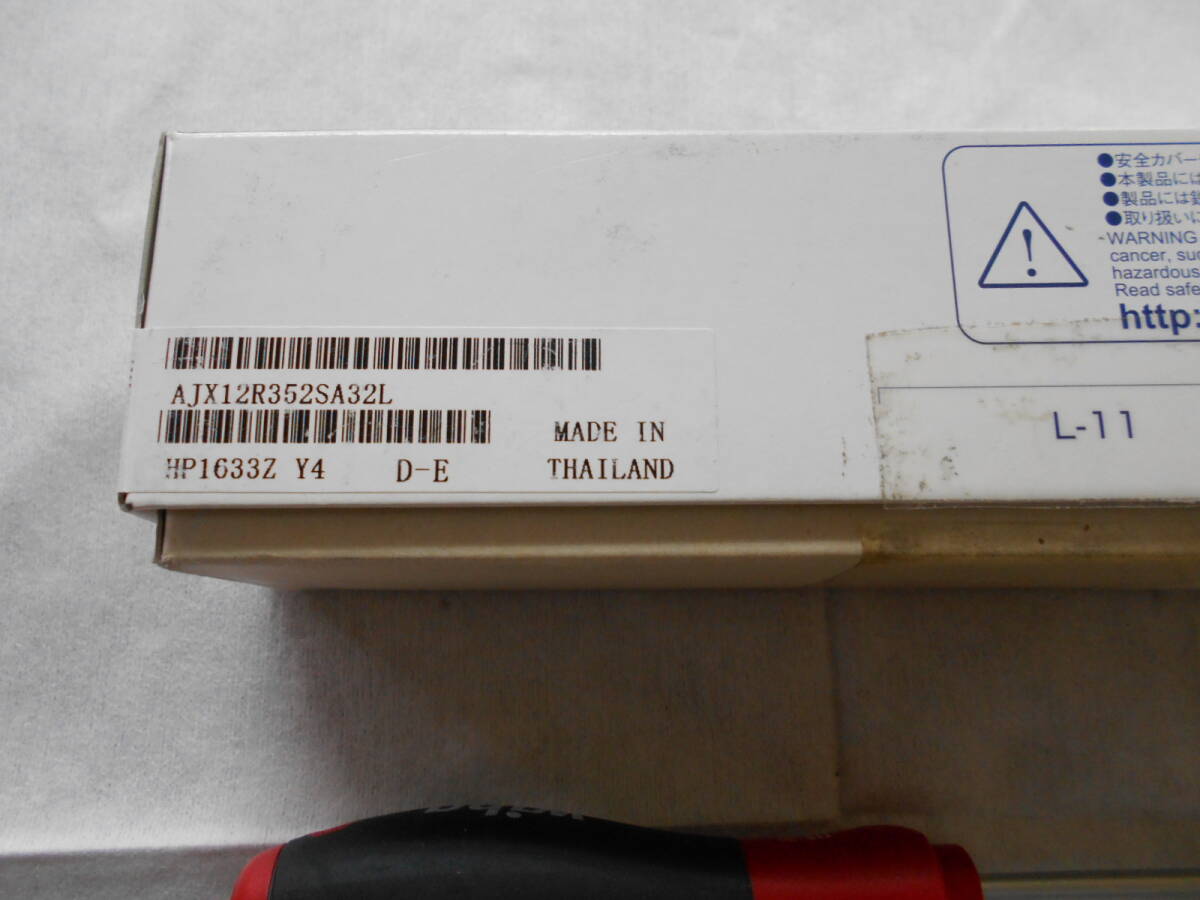 ●安全カバー
●本製品には
●製品には
●取り扱いに
-WARNING
cancer, suc
hazardous
Read safe
http:
AJX12R352SA32L
L-11
MADE IN
HP1633Z Y4 D-E THAILAND